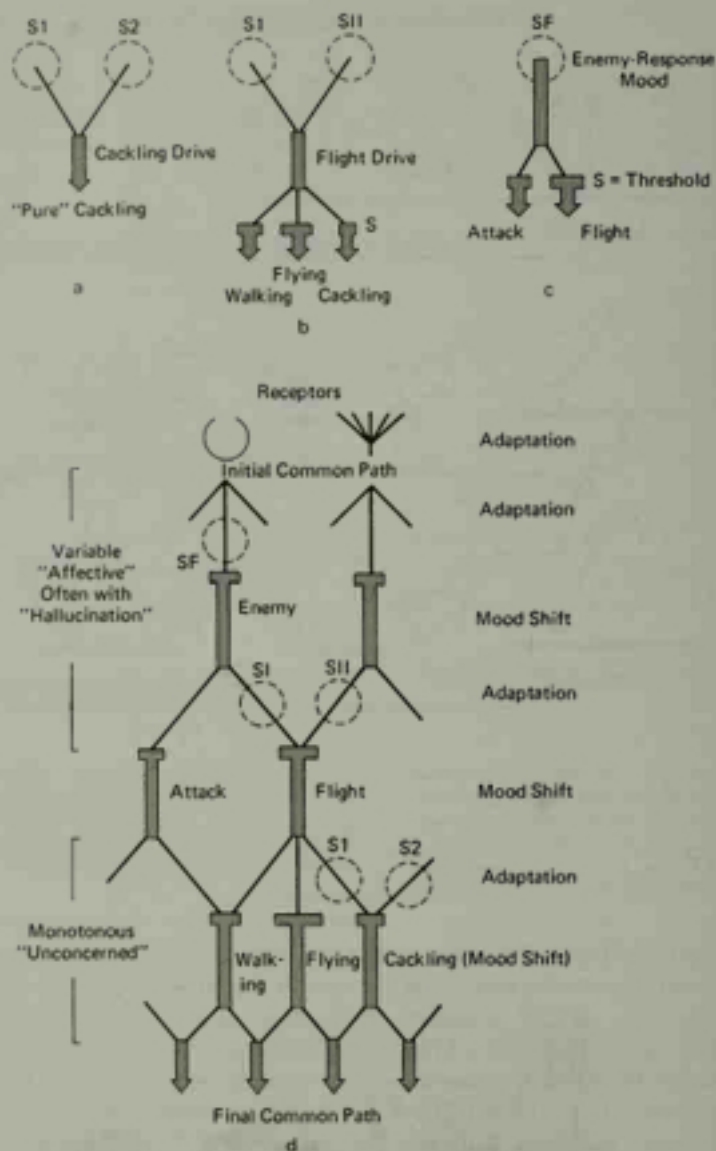 S1 S2
Cackling Drive
"Pure" Cackling
a
S1 SII
Flight Drive
S
Flying
Walking Cackling
b
SF
Enemy-Response
Mood
S = Threshold
Attack Flight
c
Receptors
Adaptation
Initial Common Path
Adaptation
Variable
"Affective"
Often with
"Hallucination"
SF
Enemy
Mood Shift
SI SII
Adaptation
Attack
Flight
Mood Shift
S1 S2
Adaptation
Monotonous
"Unconcerned"
Walk-
ing
Flying
Cackling (Mood Shift)
Final Common Path
d